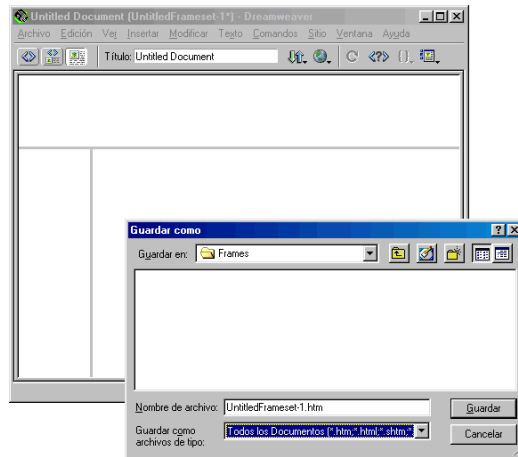 Untitled Document (UntitledFrameset-1*) - Dreamweaver
Archivo Edición Ver Insertar Modificar Texto Comandos Sitio Ventana Ayuda
Título: Untitled Document
Guardar como
Guardar en: Frames
Nombre de archivo: UntitledFrameset-1.htm Guardar
Guardar como
archivos de tipo: Todos los Documentos (*.htm;*.html;*.shtm;* Cancelar